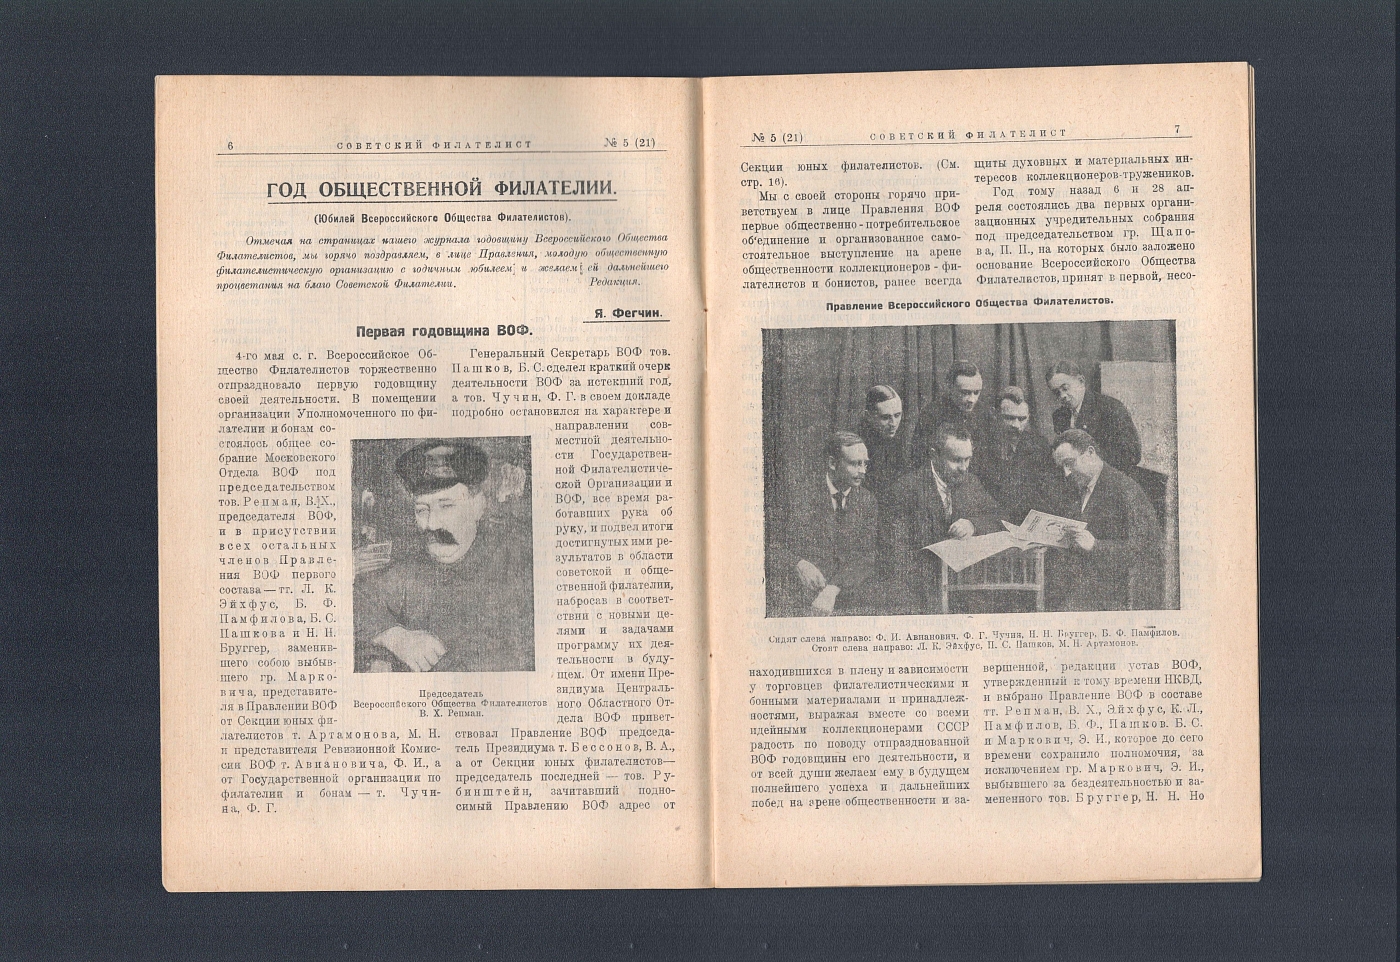 6
СОВЕТСКИЙ ФИЛАТЕЛИСТ
№ 5 (21)
ГОД ОБЩЕСТВЕННОЙ ФИЛАТЕЛИИ.
(Юбилей Всероссийского Общества Филателистов).
Отмечая на страницах нашего журнала годовщину Всероссийского Общества
Филателистов, мы горячо поздравляем, в лице Правления, молодую общественную
филателистическую организацию с годичным юбилеем и желаем ей дальнейшего
процветания на благо Советской Филателии.
Редакция.
Я. Фегчин.
Первая годовщина ВОФ.
4-го мая с. г. Всероссийское Об-
щество Филателистов торжественно
отпраздновало первую годовщину
своей деятельности. В помещении
организации Уполномоченного по фи-
лателии и бонам со-
стоялось общее со-
брание Московского
Отдела ВОФ под
председательством
тов. Репман, В. Х.,
председателя ВОФ,
и в присутствии
всех остальных
членов Правле-
ния ВОФ первого
состава — тт. Л. К.
Эйхфус, Б. Ф.
Памфилова, Б. С.
Пашкова и Н. Н.
Бруггер, заменив-
шего собою выбыв-
шего гр. Марко-
вича, представите-
ля в Правлении ВОФ
от Секции юных фи-
лателистов т. Артамонова, М. Н.
и представителя Ревизионной Комис-
сии ВОФ т. Авиановича, Ф. И., а
от Государственной организация по
филателии и бонам — т. Чучи-
на, Ф. Г.
Председатель
Всероссийского Общества Филателистов
В. Х. Репман.
Генеральный Секретарь ВОФ тов.
Пашков, Б. С. сделел краткий очерк
деятельности ВОФ за истекший год,
а тов. Чучин, Ф. Г. в своем докладе
подробно остановился на характере и
направлении сов-
местной деятельно-
сти Государствен-
ной Филателистиче-
ской Организации и
ВОФ, все время ра-
ботавших рука об
руку, и подвел итоги
достигнутых ими ре-
зультатов в области
советской и обще-
ственной филателии,
набросав в соответ-
ствии с новыми це-
лями и задачами
программу их дея-
тельности в буду-
щем. От имени Пре-
зидиума Централь-
ного Областного От-
дела ВОФ привет-
ствовал Правление ВОФ председа-
тель Президиума т. Бессонов, В. А.,
а от Секции юных филателистов—
председатель последней — тов. Ру-
бинштейн, зачитавший подно-
симый Правлению ВОФ адрес от
№ 5 (21)
СОВЕТСКИЙ ФИЛАТЕЛИСТ
7
Секции юных филателистов. (См.
стр. 16).
Мы с своей стороны горячо при-
ветствуем в лице Правления ВОФ
первое общественно-потребительское
об'единение и организованное само-
стоятельное выступление на арене
общественности коллекционеров-фи-
лателистов и бонистов, ранее всегда
щиты духовных и материальных ин-
тересов коллекционеров-тружеников.
Год тому назад 6 и 28 ап-
реля состоялись два первых органи-
зационных учредительных собрания
под председательством гр. Щапо-
ва, П. П., на которых было заложено
основание Всероссийского Общества
Филателистов, принят в первой, несо-
Правление Всероссийского Общества Филателистов.
Сидят слева направо: Ф. И. Авианович, Ф. Г. Чучин, Н. Н. Бруггер, Б. Ф. Памфилов.
Стоят слева направо: Л. К. Эйхфус, П. С. Пашков, М. Н. Артамонов.
находившихся в плену и зависимости
у торговцев филателистическими и
бонными материалами и принадлеж-
ностями, выражая вместе со всеми
идейными коллекционерами СССР
радость по поводу отпразднованной
ВОФ годовщины его деятельности, и
от всей души желаем ему в будущем
полнейшего успеха и дальнейших
побед на арене общественности и за-
вершенной, редакции устав ВОФ,
утвержденный к тому времени НКВД,
и выбрано Правление ВОФ в составе
тт. Репман, В. Х., Эйхфус, К. Л.,
Памфилов, Б. Ф., Пашков. Б. С.
и Маркович, Э. И., которое до сего
времени сохранило полномочия, за
исключением гр. Маркович, Э. И.,
выбывшего за бездеятельностью и за-
мененного тов. Бруггер, Н. Н. Но